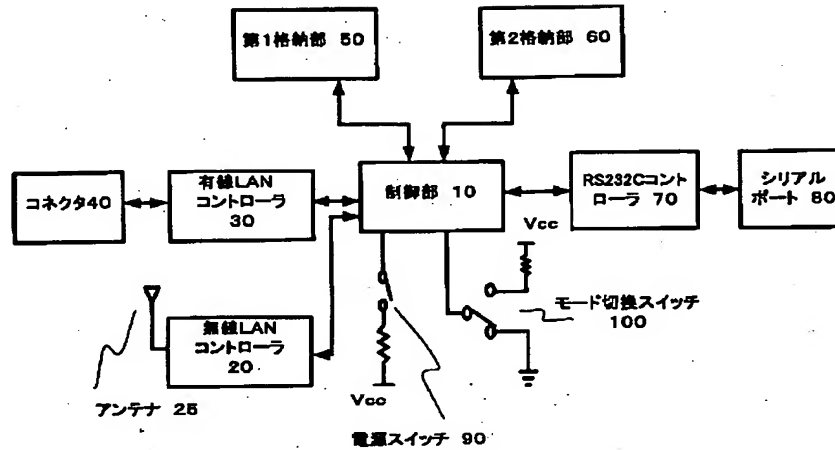 第1格納部 50
第2格納部 60
コネクタ40
有線LAN
コントローラ
30
制御部 10
RS232Cコント
ローラ 70
シリアル
ポート 80
Vcc
モード切換スイッチ
100
無線LAN
コントローラ
20
アンテナ 25
Vcc
電源スイッチ 90